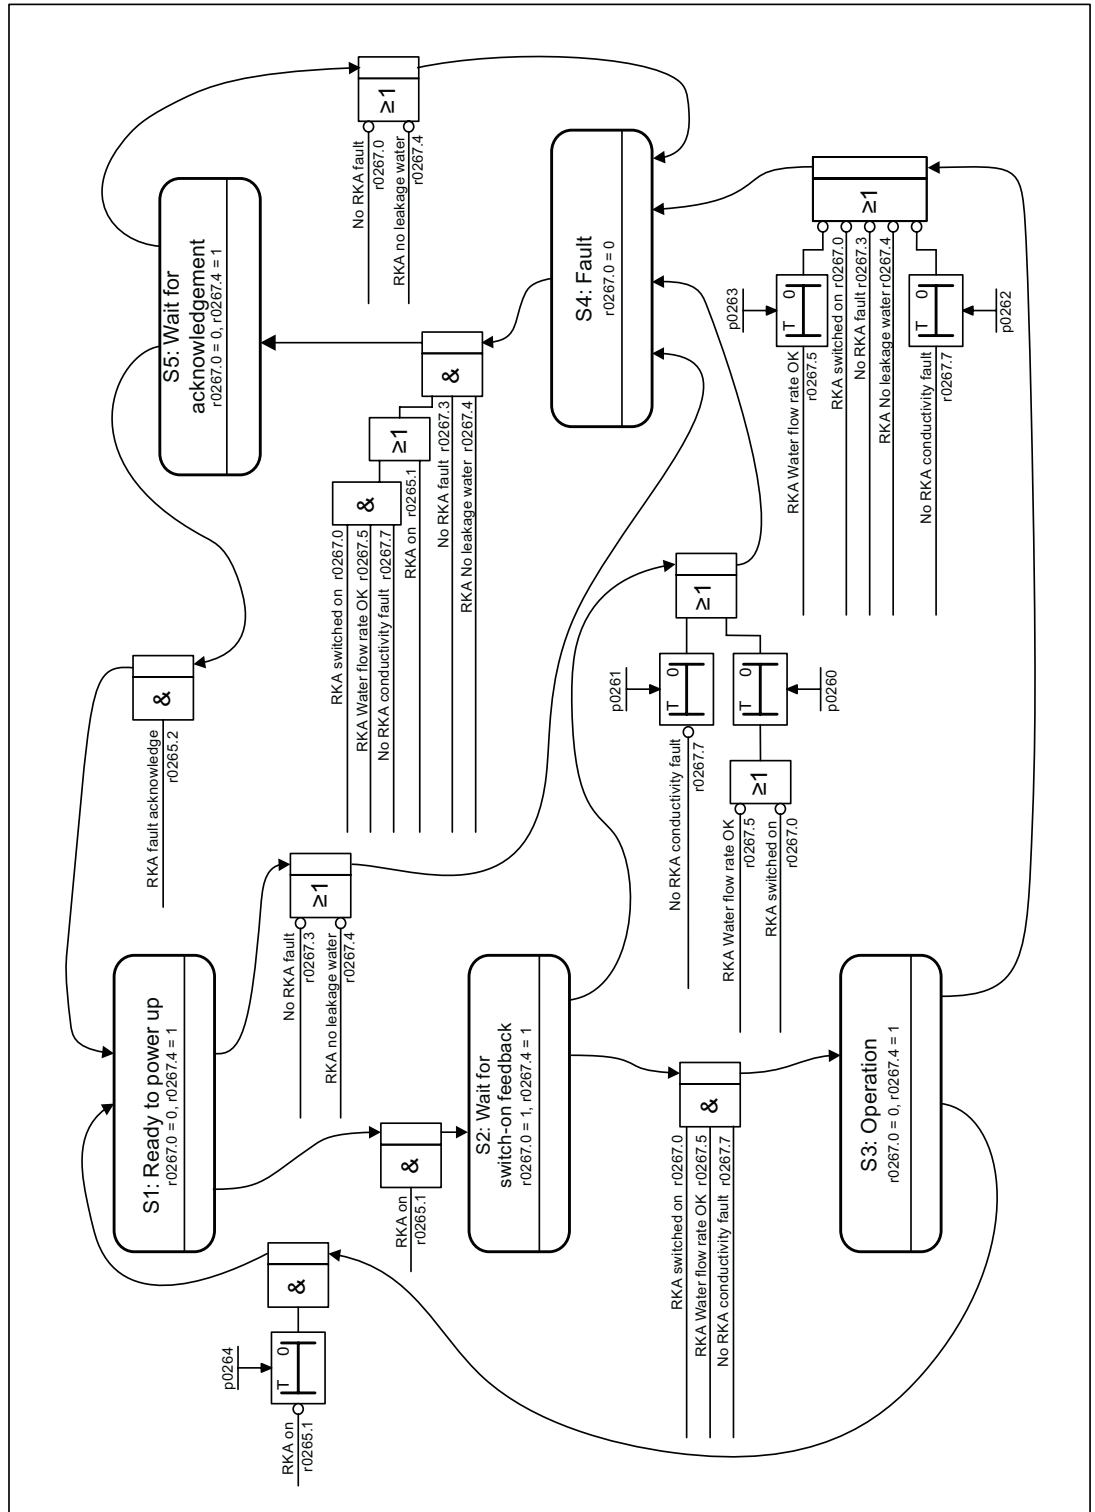 S1: Ready to power up
r0267.0 = 0, r0267.4 = 1
RKA fault acknowledge
r0265.2
&
S5: Wait for
acknowledgement
r0267.0 = 0, r0267.4 = 1
p0264
RKA on
r0265.1
T 0
&
No RKA fault
r0267.3
RKA no leakage water
r0267.4
≥1
RKA switched on r0267.0
RKA Water flow rate OK r0267.5
No RKA conductivity fault r0267.7
&
RKA on r0265.1
≥1
No RKA fault r0267.3
RKA No leakage water r0267.4
&
No RKA fault
r0267.0
RKA no leakage water
r0267.4
≥1
RKA on
r0265.1
&
S2: Wait for
switch-on feedback
r0267.0 = 1, r0267.4 = 1
S4: Fault
r0267.0 = 0
p0261
No RKA conductivity fault
r0267.7
T 0
RKA Water flow rate OK
r0267.5
RKA switched on
r0267.0
≥1
T 0
p0260
≥1
RKA switched on r0267.0
RKA Water flow rate OK r0267.5
No RKA conductivity fault r0267.7
&
p0263
RKA Water flow rate OK
r0267.5
T 0
RKA switched on r0267.0
No RKA fault r0267.3
RKA No leakage water r0267.4
No RKA conductivity fault
r0267.7
T 0
p0262
≥1
S3: Operation
r0267.0 = 0, r0267.4 = 1